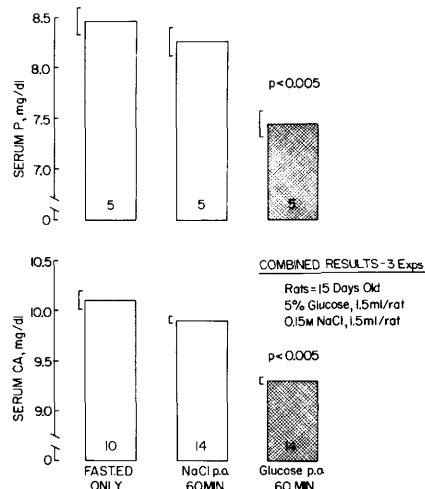 8.5
8.0
7.5
7.0
0
SERUM P, mg/dl
5
5
5
p<0.005
10.5
10.0
9.5
9.0
0
SERUM CA, mg/dl
10
14
14
COMBINED RESULTS-3 Exps
Rats=15 Days Old
5% Glucose, 1.5ml/rat
0.15M NaCl, 1.5ml/rat
p<0.005
FASTED
ONLY
NaCl p.o.
60MIN
Glucose p.o.
60 MIN